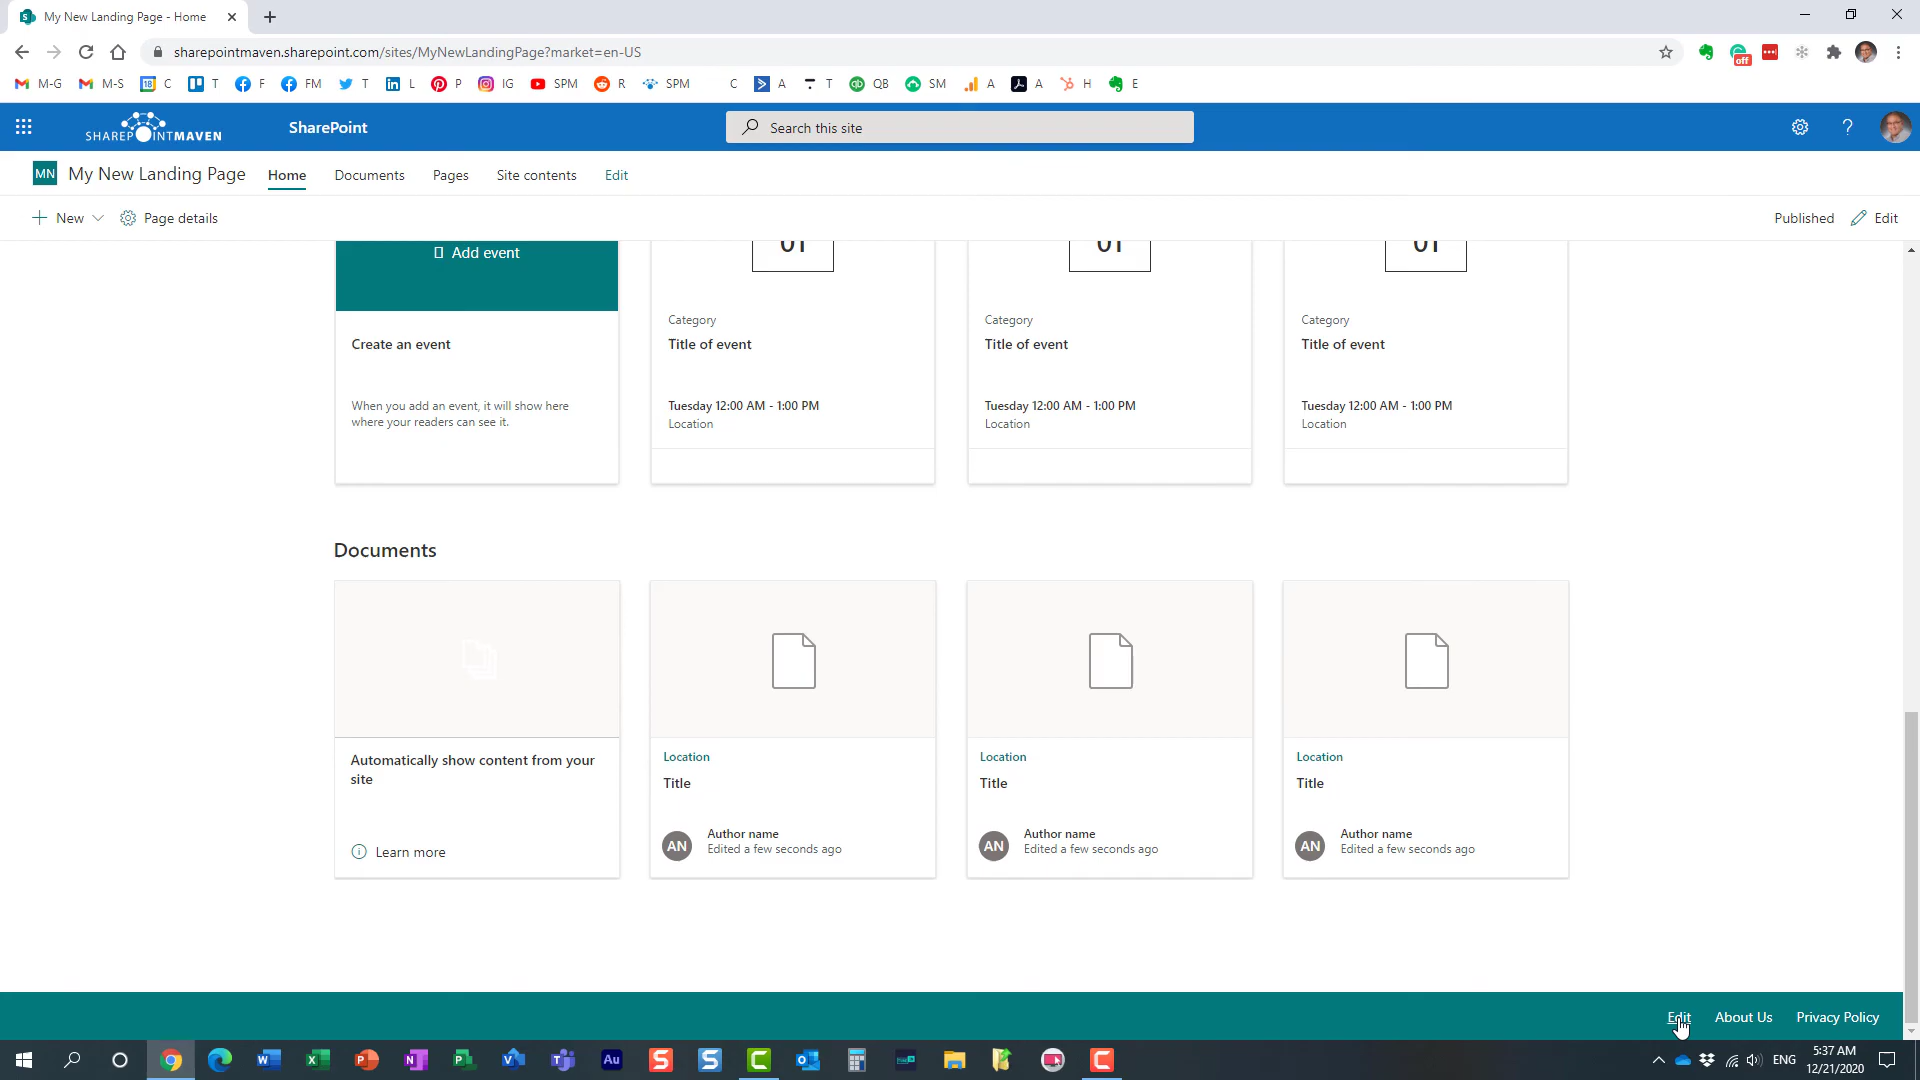 My New Landing Page - Home
sharepointmaven.sharepoint.com/sites/MyNewLandingPage?market=en-US
M-G M-S 18 C T F FM T L P IG SPM R SPM C A T QB SM A A H E
off
SHAREPOINTMAVEN SharePoint Search this site
MN My New Landing Page Home Documents Pages Site contents Edit
New Page details Published Edit
Add event 01 01 01
Category Category Category
Create an event Title of event Title of event Title of event
When you add an event, it will show here Tuesday 12:00 AM - 1:00 PM Tuesday 12:00 AM - 1:00 PM Tuesday 12:00 AM - 1:00 PM
where your readers can see it. Location Location Location
Documents
Automatically show content from your Location Location Location
site Title Title Title
Author name Author name Author name
AN AN AN
Learn more Edited a few seconds ago Edited a few seconds ago Edited a few seconds ago
Edit About Us Privacy Policy
Au ENG 5:37 AM
12/21/2020